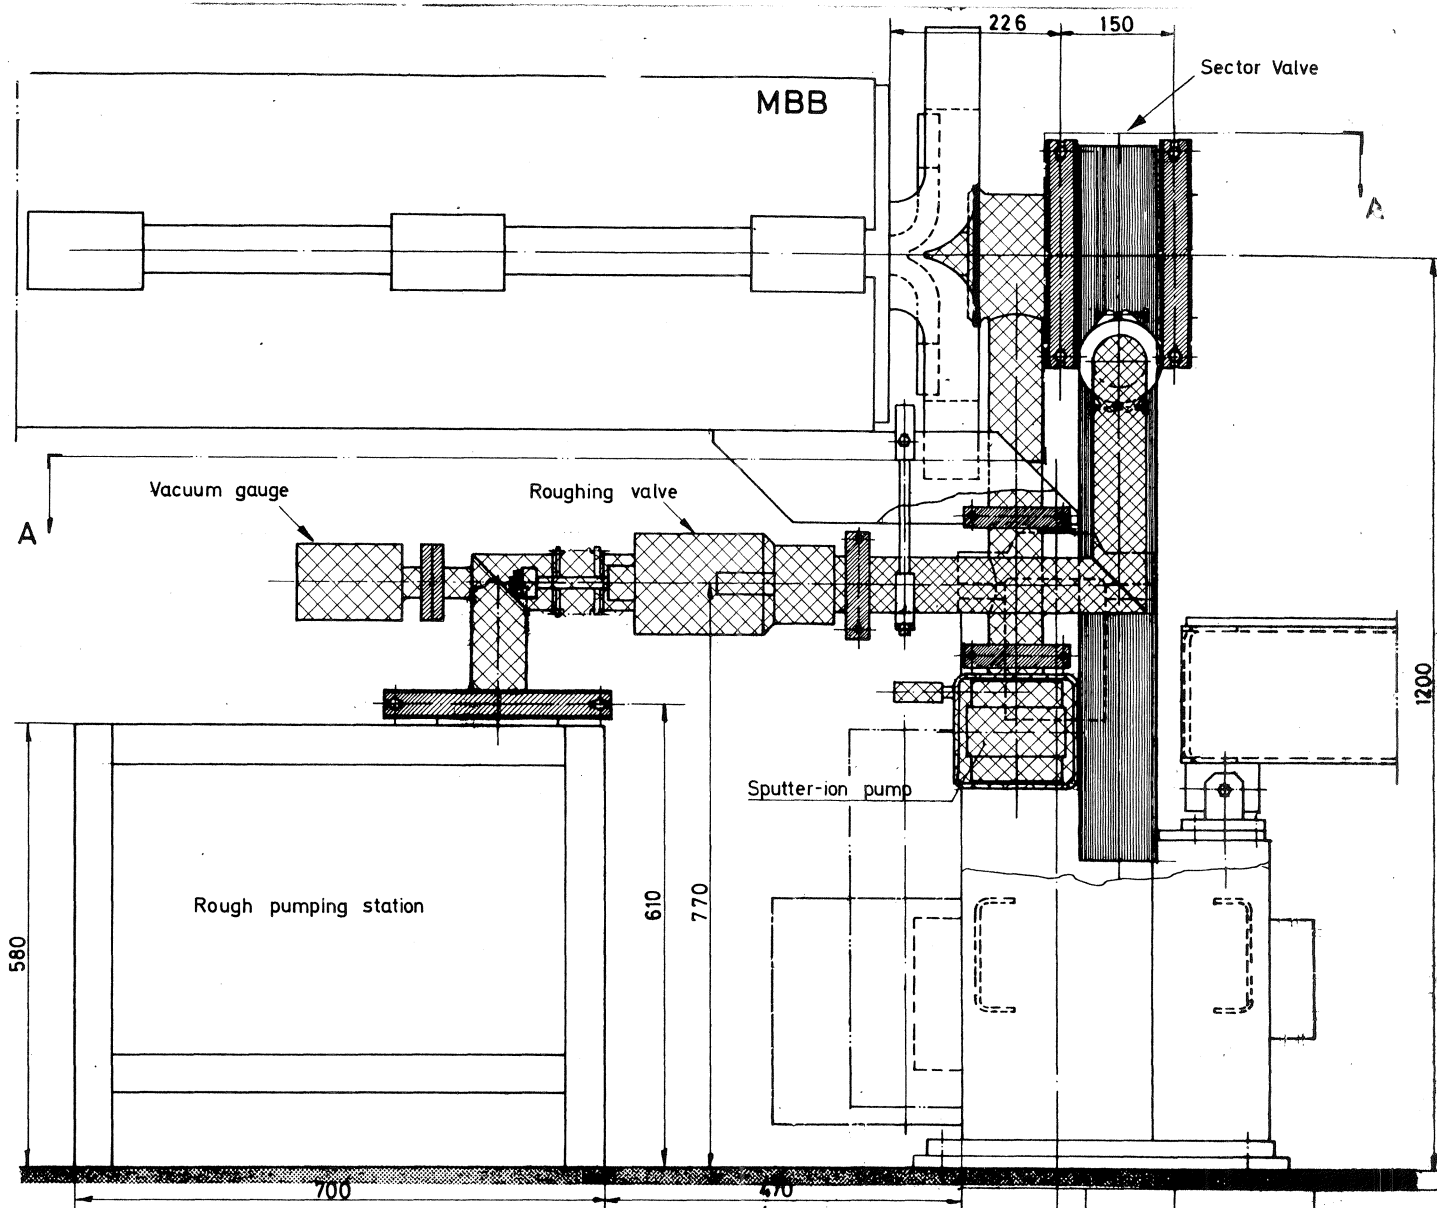 226
150
Sector Valve
MBB
A
Vacuum gauge
Roughing valve
A
1200
Sputter-ion pump
Rough pumping station
610
770
580
700
470